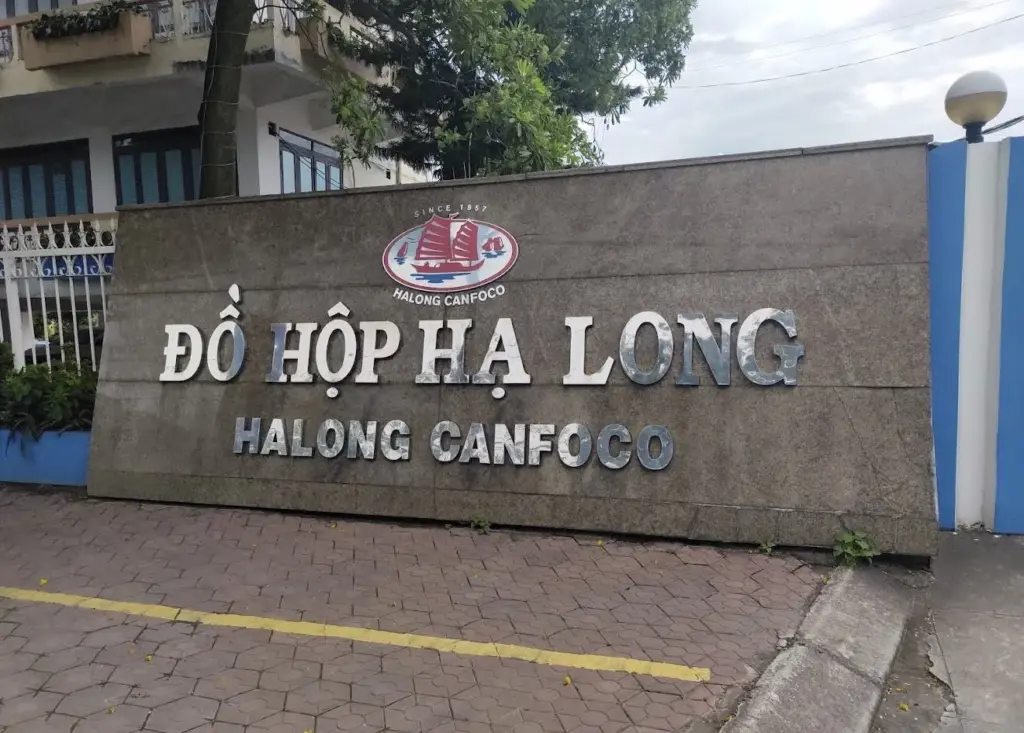 SINCE 1957
HALONG CANFOCO
ĐỒ HỘP HẠ LONG
HALONG CANFOCO